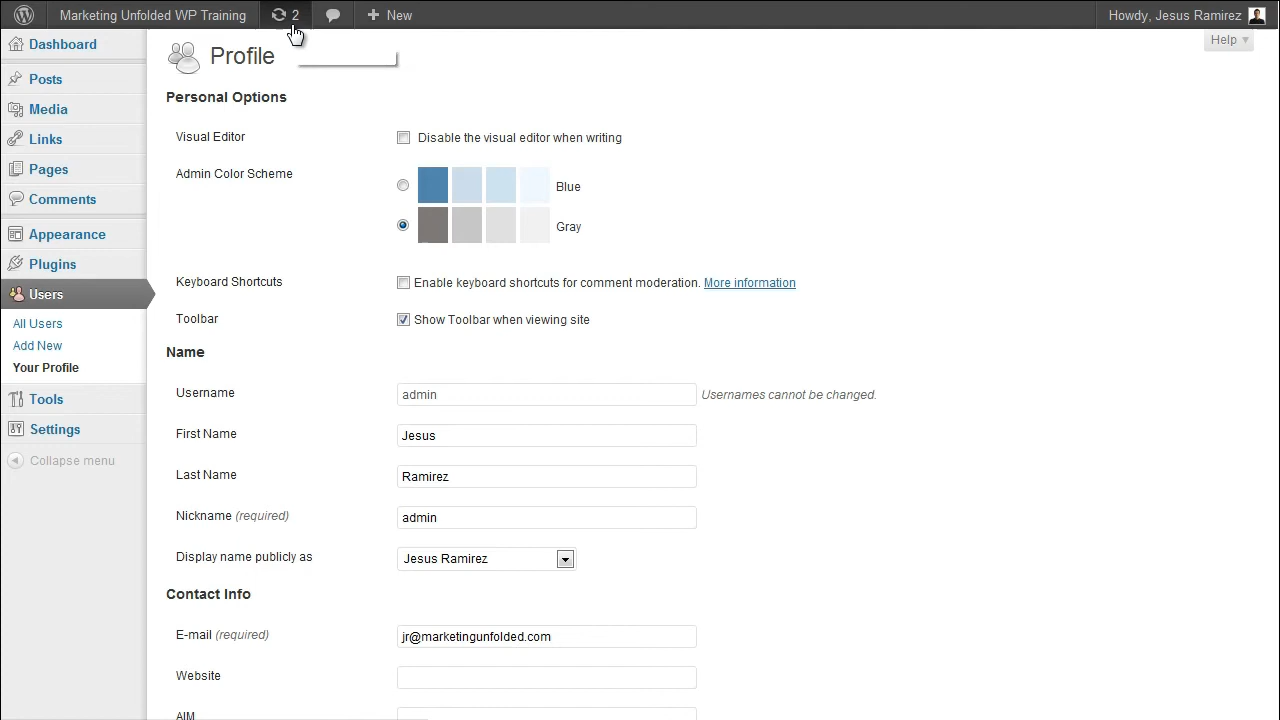 Marketing Unfolded WP Training 2 New Howdy, Jesus Ramirez
Help
Dashboard
Posts
Media
Links
Pages
Comments
Appearance
Plugins
Users
All Users
Add New
Your Profile
Tools
Settings
Collapse menu
Profile
Personal Options
Visual Editor Disable the visual editor when writing
Admin Color Scheme
Blue
Gray
Keyboard Shortcuts Enable keyboard shortcuts for comment moderation. More information
Toolbar Show Toolbar when viewing site
Name
Username admin Usernames cannot be changed.
First Name Jesus
Last Name Ramirez
Nickname (required) admin
Display name publicly as Jesus Ramirez
Contact Info
E-mail (required) jr@marketingunfolded.com
Website
AIM